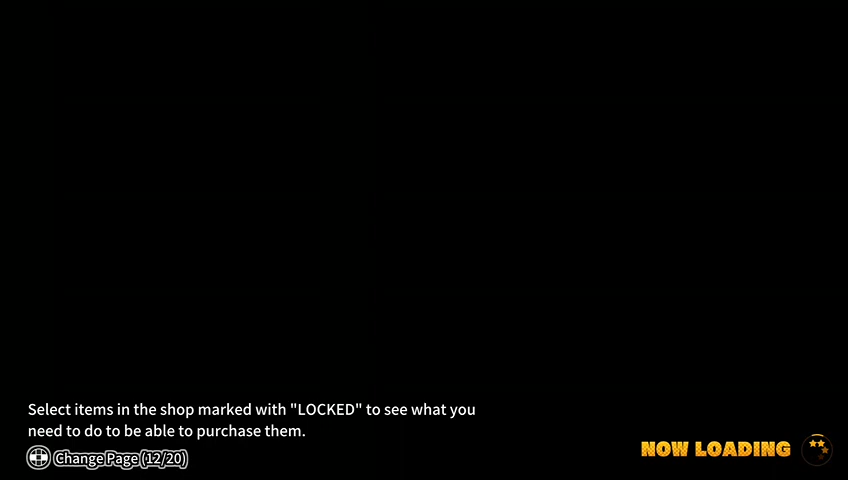 Select items in the shop marked with "LOCKED" to see what you
need to do to be able to purchase them.
Change Page (12/20)
NOW LOADING